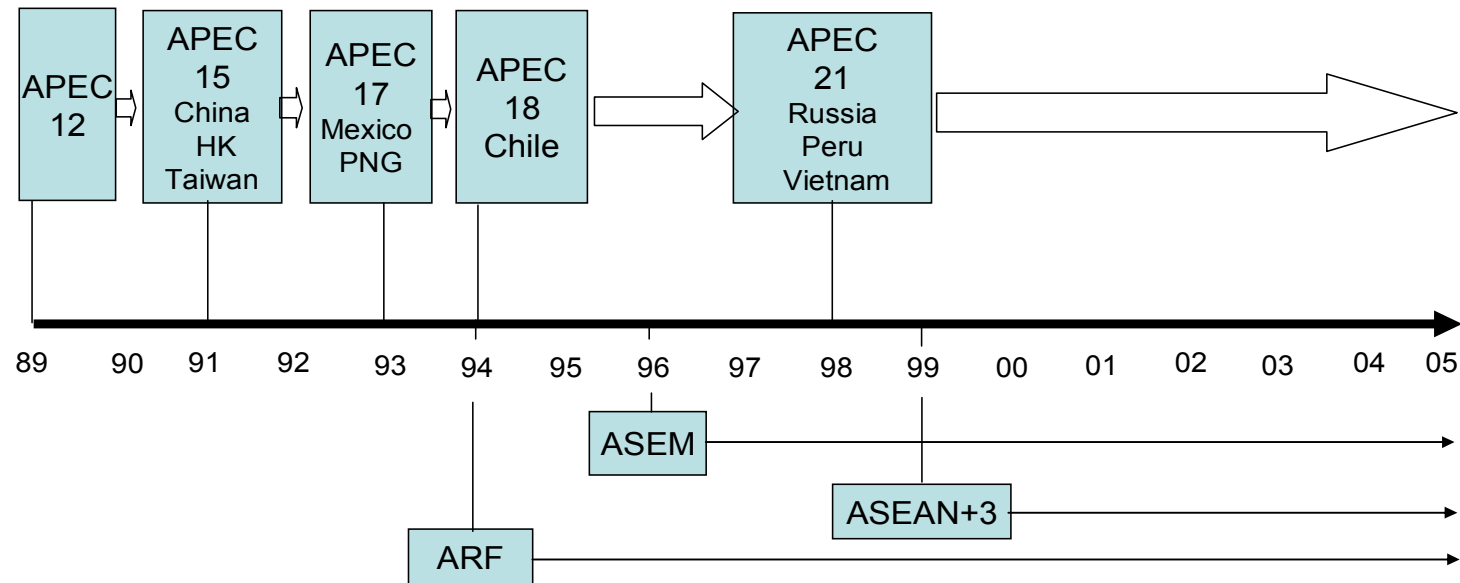 APEC
12
APEC
15
China
HK
Taiwan
APEC
17
Mexico
PNG
APEC
18
Chile
APEC
21
Russia
Peru
Vietnam
89 90 91 92 93 94 95 96 97 98 99 00 01 02 03 04 05
ASEM
ASEAN+3
ARF